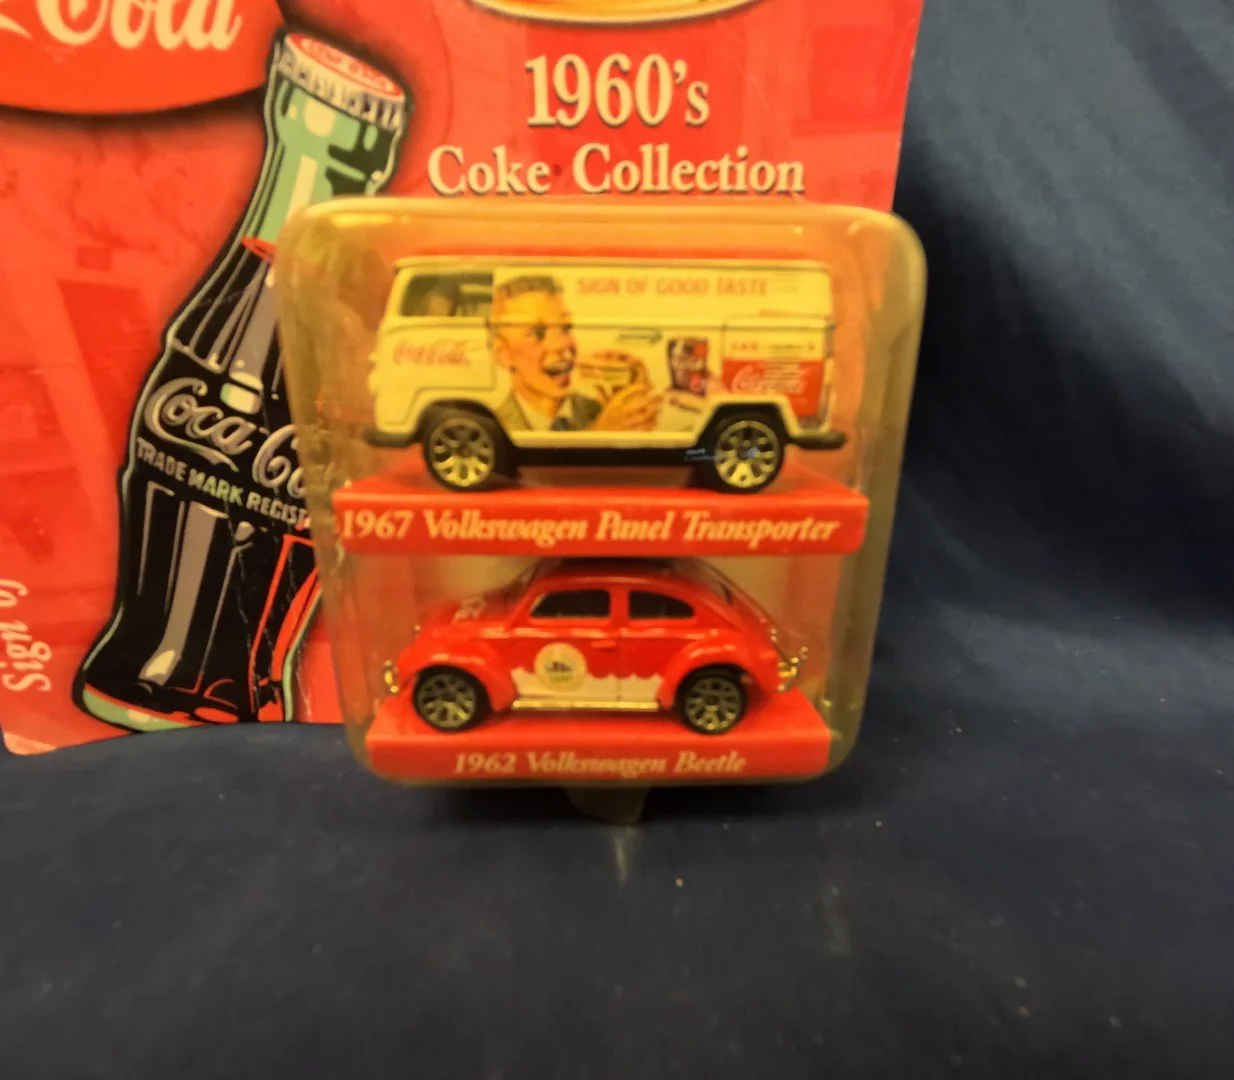 Cola
1960's
Coke Collection
SIGN OF GOOD TASTE
Coca-Cola
Coca-Cola
Coca Co
TRADE MARK REGIST
1967 Volkswagen Panel Transporter
Sign of
1962 Volkswagen Beetle